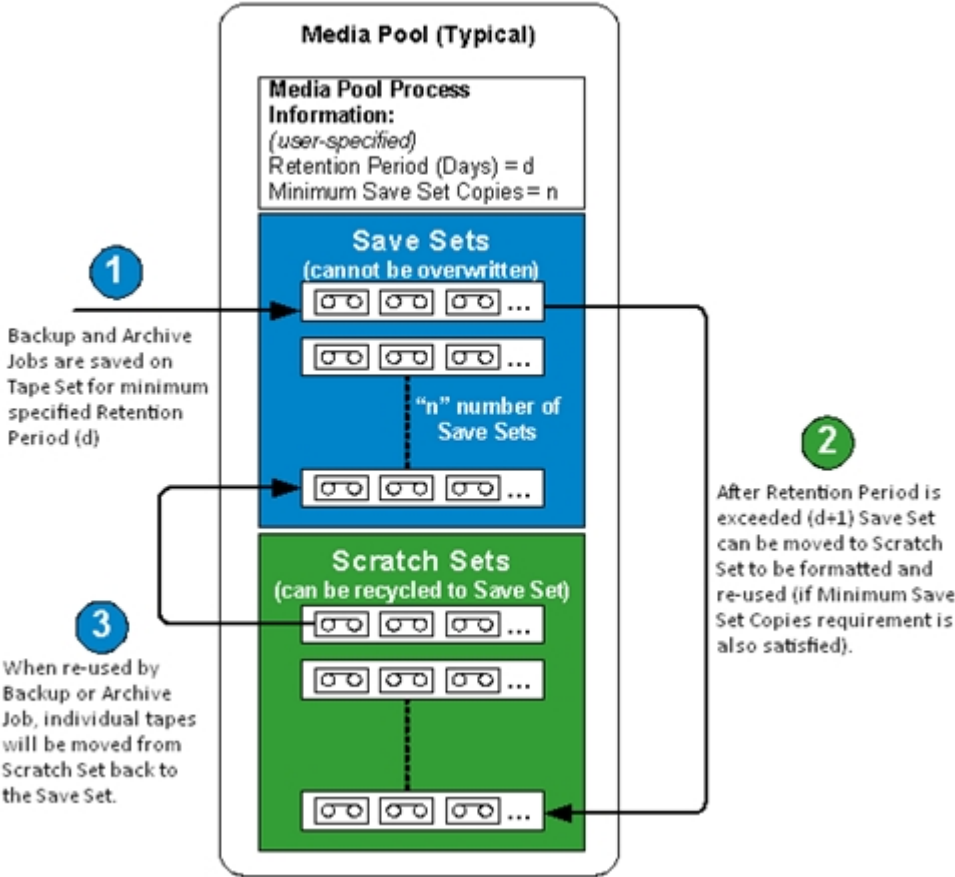 Media Pool (Typical)
Media Pool Process
Information:
(user-specified)
Retention Period (Days) = d
Minimum Save Set Copies = n
Save Sets
(cannot be overwritten)
...
...
"n" number of
Save Sets
...
Scratch Sets
(can be recycled to Save Set)
...
...
...
1
Backup and Archive
Jobs are saved on
Tape Set for minimum
specified Retention
Period (d)
2
After Retention Period is
exceeded (d+1) Save Set
can be moved to Scratch
Set to be formatted and
re-used (if Minimum Save
Set Copies requirement is
also satisfied).
3
When re-used by
Backup or Archive
Job, individual tapes
will be moved from
Scratch Set back to
the Save Set.